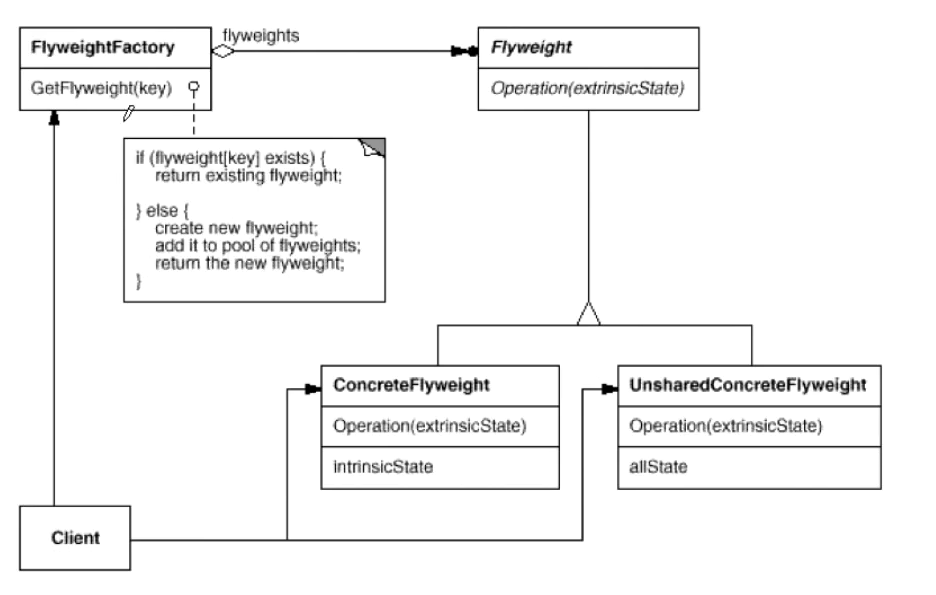 flyweights
FlyweightFactory
GetFlyweight(key)
Flyweight
Operation(extrinsicState)
if (flyweight[key] exists) {
return existing flyweight;
} else {
create new flyweight;
add it to pool of flyweights;
return the new flyweight;
}
ConcreteFlyweight
Operation(extrinsicState)
intrinsicState
UnsharedConcreteFlyweight
Operation(extrinsicState)
allState
Client